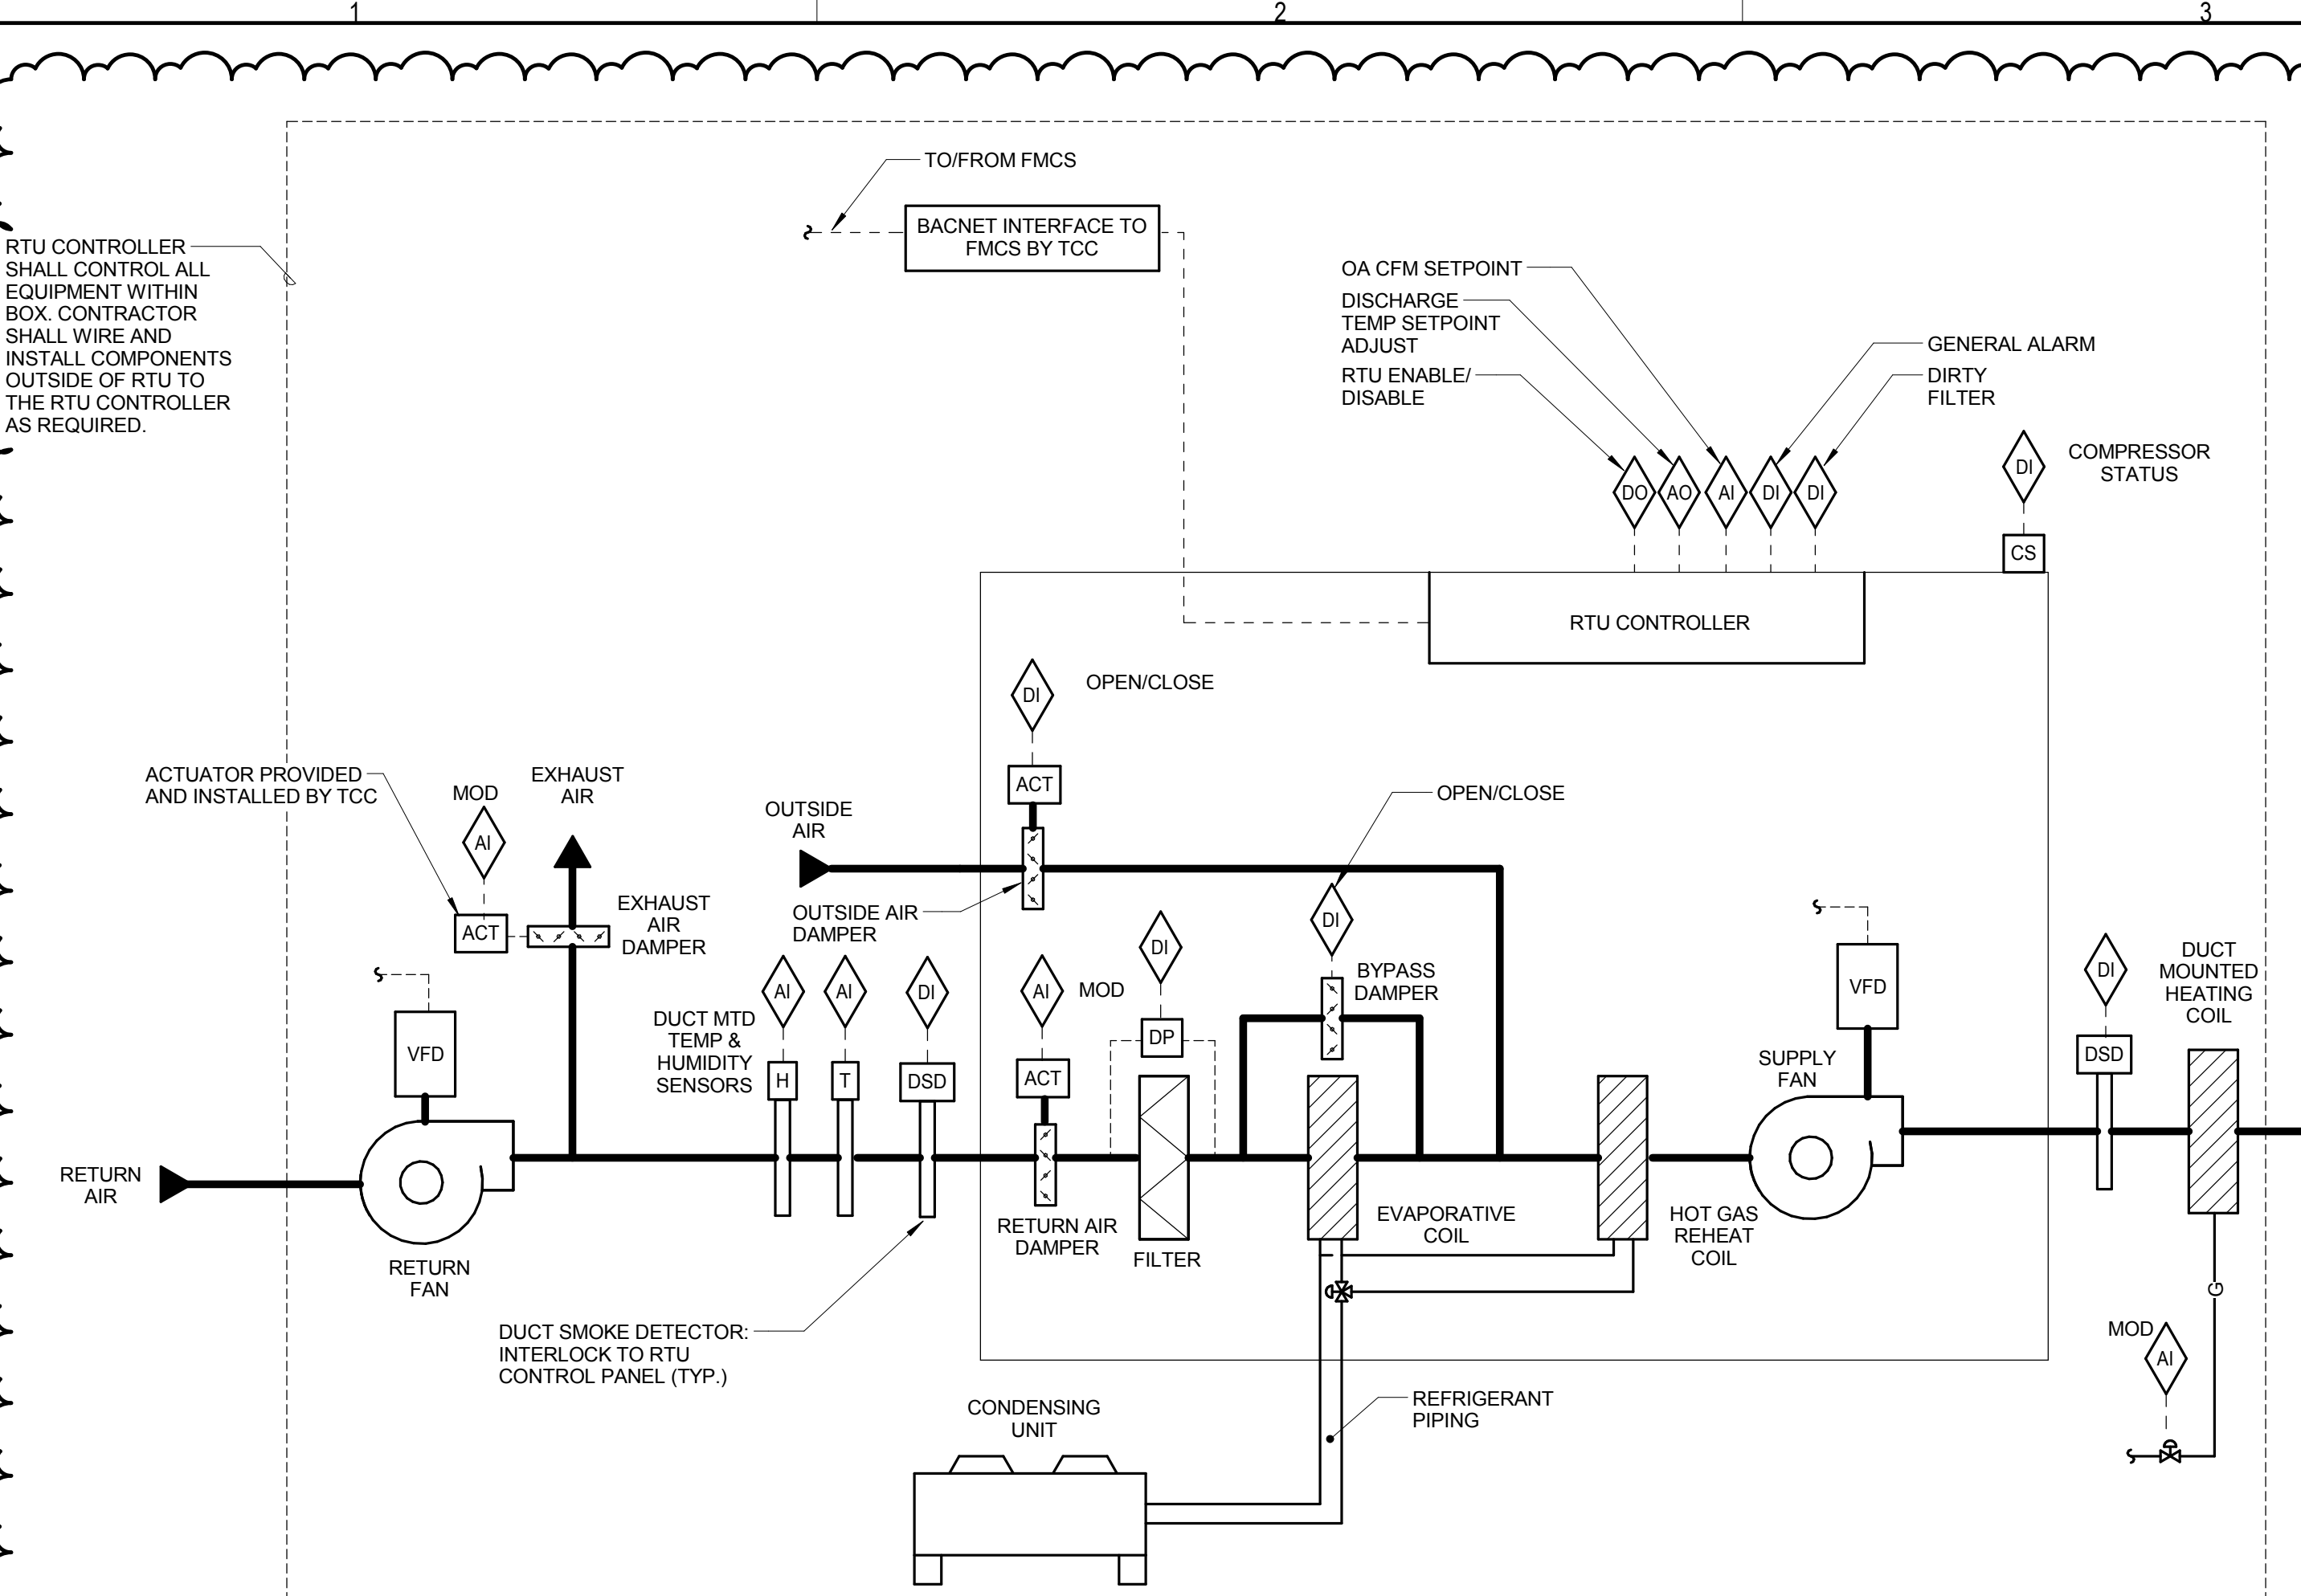 1
2
3
TO/FROM FMCS
BACNET INTERFACE TO
FMCS BY TCC
RTU CONTROLLER
SHALL CONTROL ALL
EQUIPMENT WITHIN
BOX. CONTRACTOR
SHALL WIRE AND
INSTALL COMPONENTS
OUTSIDE OF RTU TO
THE RTU CONTROLLER
AS REQUIRED.
OA CFM SETPOINT
DISCHARGE
TEMP SETPOINT
ADJUST
RTU ENABLE/
DISABLE
GENERAL ALARM
DIRTY
FILTER
DO
AO
AI
DI
DI
DI
COMPRESSOR
STATUS
CS
RTU CONTROLLER
DI
OPEN/CLOSE
ACT
ACTUATOR PROVIDED
AND INSTALLED BY TCC
MOD
AI
ACT
EXHAUST
AIR
EXHAUST
AIR
DAMPER
OUTSIDE
AIR
OUTSIDE AIR
DAMPER
OPEN/CLOSE
DI
BYPASS
DAMPER
VFD
DUCT MTD
TEMP &
HUMIDITY
SENSORS
AI
H
AI
T
DI
DSD
AI
MOD
ACT
DI
DP
VFD
SUPPLY
FAN
DI
DSD
DUCT
MOUNTED
HEATING
COIL
RETURN
AIR
RETURN
FAN
RETURN AIR
DAMPER
FILTER
EVAPORATIVE
COIL
HOT GAS
REHEAT
COIL
G
MOD
AI
DUCT SMOKE DETECTOR:
INTERLOCK TO RTU
CONTROL PANEL (TYP.)
CONDENSING
UNIT
REFRIGERANT
PIPING